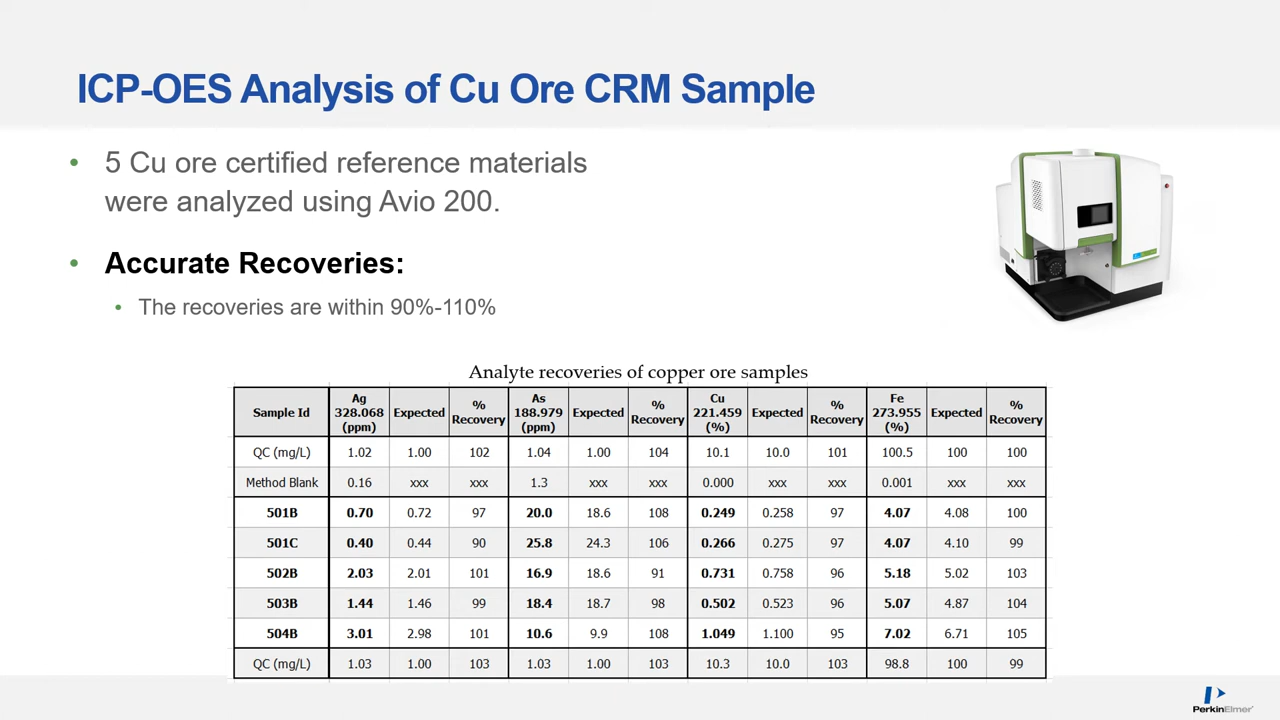 ICP-OES Analysis of Cu Ore CRM Sample
• 5 Cu ore certified reference materials
were analyzed using Avio 200.
• Accurate Recoveries:
• The recoveries are within 90%-110%
Analyte recoveries of copper ore samples
Sample Id | Ag 328.068 (ppm) | Expected | % Recovery | As 188.979 (ppm) | Expected | % Recovery | Cu 221.459 (%) | Expected | % Recovery | Fe 273.955 (%) | Expected | % Recovery
QC (mg/L) | 1.02 | 1.00 | 102 | 1.04 | 1.00 | 104 | 10.1 | 10.0 | 101 | 100.5 | 100 | 100
Method Blank | 0.16 | xxx | xxx | 1.3 | xxx | xxx | 0.000 | xxx | xxx | 0.001 | xxx | xxx
501B | 0.70 | 0.72 | 97 | 20.0 | 18.6 | 108 | 0.249 | 0.258 | 97 | 4.07 | 4.08 | 100
501C | 0.40 | 0.44 | 90 | 25.8 | 24.3 | 106 | 0.266 | 0.275 | 97 | 4.07 | 4.10 | 99
502B | 2.03 | 2.01 | 101 | 16.9 | 18.6 | 91 | 0.731 | 0.758 | 96 | 5.18 | 5.02 | 103
503B | 1.44 | 1.46 | 99 | 18.4 | 18.7 | 98 | 0.502 | 0.523 | 96 | 5.07 | 4.87 | 104
504B | 3.01 | 2.98 | 101 | 10.6 | 9.9 | 108 | 1.049 | 1.100 | 95 | 7.02 | 6.71 | 105
QC (mg/L) | 1.03 | 1.00 | 103 | 1.03 | 1.00 | 103 | 10.3 | 10.0 | 103 | 98.8 | 100 | 99
PerkinElmer